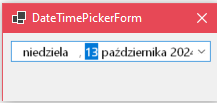 DateTimePickerForm
niedziela , 13 października 2024